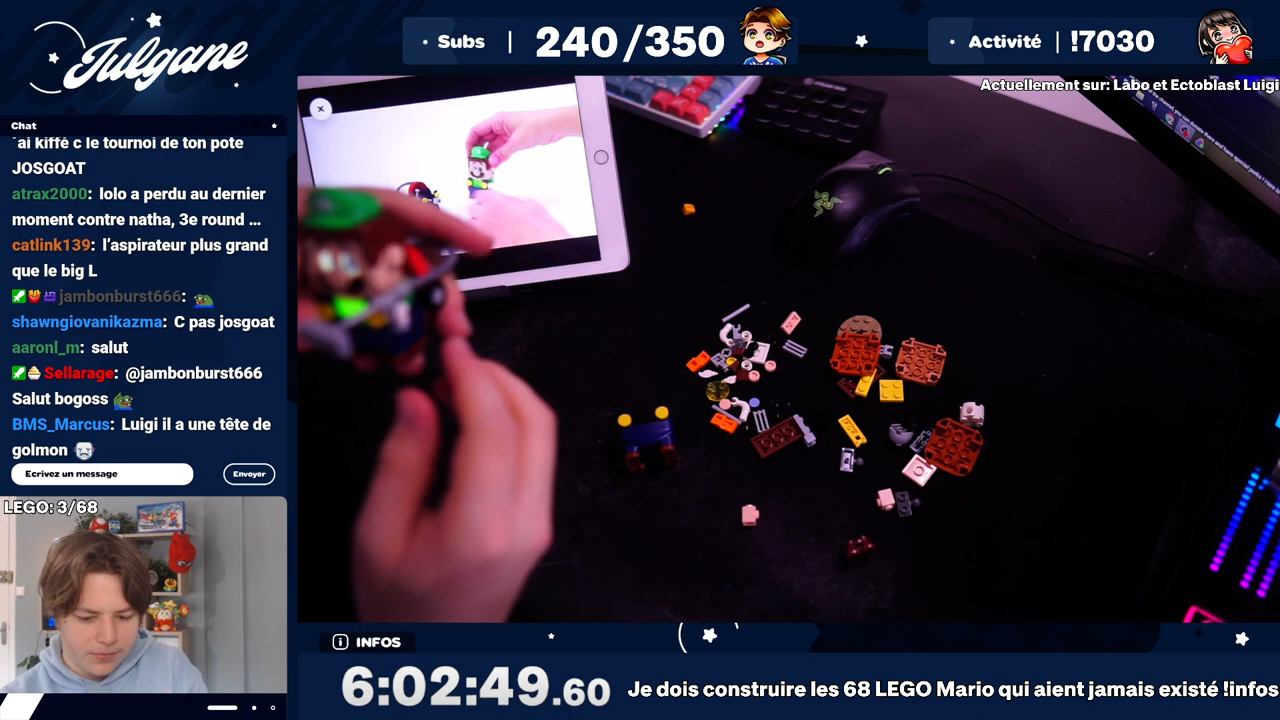 Julgane
Subs | 240/350
Activité | !7030
Actuellement sur: Labo et Ectoblast Luigi
Chat
ai kiffé c le tournoi de ton pote
JOSGOAT
atrax2000: lolo a perdu au dernier
moment contre natha, 3e round ...
catlink139: l'aspirateur plus grand
que le big L
jambonburst666:
shawngiovanikazma: C pas josgoat
aaronl_m: salut
Sellarage: @jambonburst666
Salut bogoss
BMS_Marcus: Luigi il a une tête de
golmon
Ecrivez un message
Envoyer
LEGO: 3/68
INFOS
6:02:49.60
Je dois construire les 68 LEGO Mario qui aient jamais existé !infos